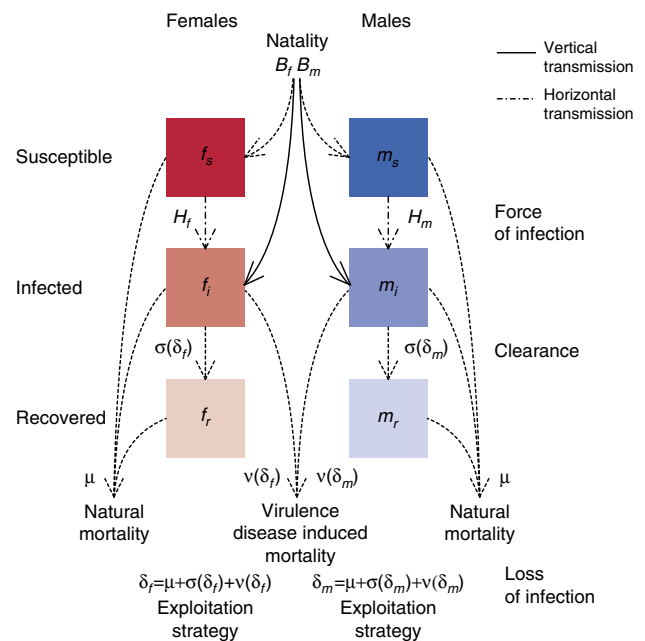 Females
Males
Natality
B_f B_m
Vertical
transmission
Horizontal
transmission
Susceptible
f_s
m_s
H_f
H_m
Force
of infection
Infected
f_i
m_i
σ(δ_f)
σ(δ_m)
Clearance
Recovered
f_r
m_r
μ
ν(δ_f)
ν(δ_m)
μ
Natural
mortality
Virulence
disease induced
mortality
Natural
mortality
δ_f=μ+σ(δ_f)+ν(δ_f)
Exploitation
strategy
δ_m=μ+σ(δ_m)+ν(δ_m)
Exploitation
strategy
Loss
of infection